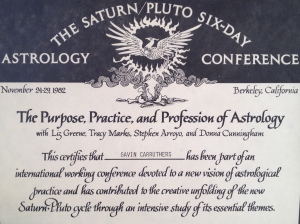 THE SATURN/PLUTO SIX-DAY
ASTROLOGY CONFERENCE
November 24-29, 1982 Berkeley, California
The Purpose, Practice, and Profession of Astrology
with Liz Greene, Tracy Marks, Stephen Arroyo, and Donna Cunningham
This certifies that SAVIN CARRUTHERS has been part of an
international working conference devoted to a new vision of astrological
practice and has contributed to the creative unfolding of the new
Saturn-Pluto cycle through an intensive study of its essential themes.